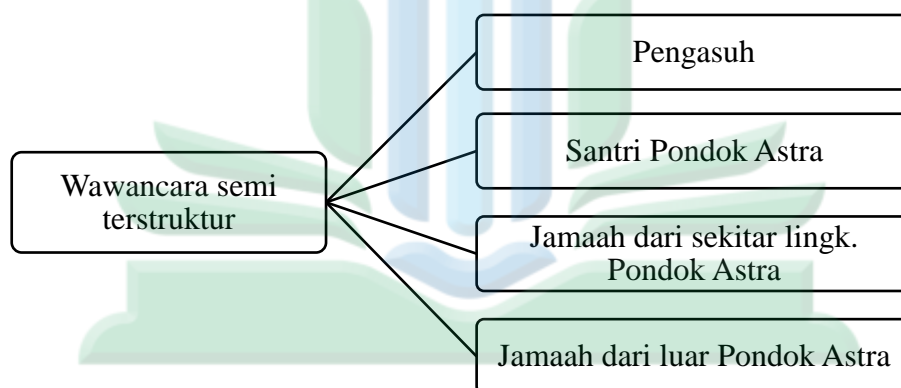 Pengasuh
Santri Pondok Astra
Wawancara semi
terstruktur
Jamaah dari sekitar lingk.
Pondok Astra
Jamaah dari luar Pondok Astra